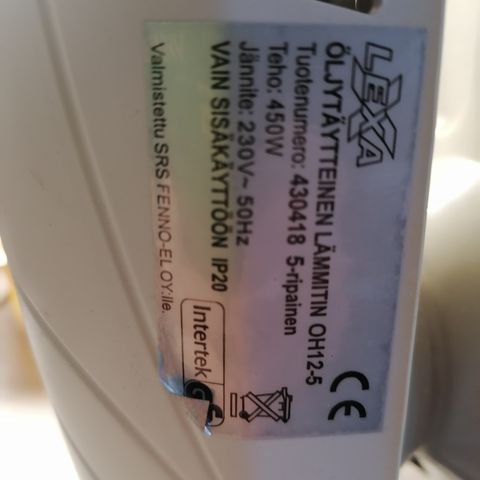 LEXA
ÖLJYTÄYTTEINEN LÄMMITIN OH12-5
Tuotenumero: 430418 5-ripainen
Teho: 450W
Jännite: 230V~ 50Hz
VAIN SISÄKÄYTTÖÖN IP20
Valmistettu SRS FENNO-EL OY:lle.
CE
Intertek